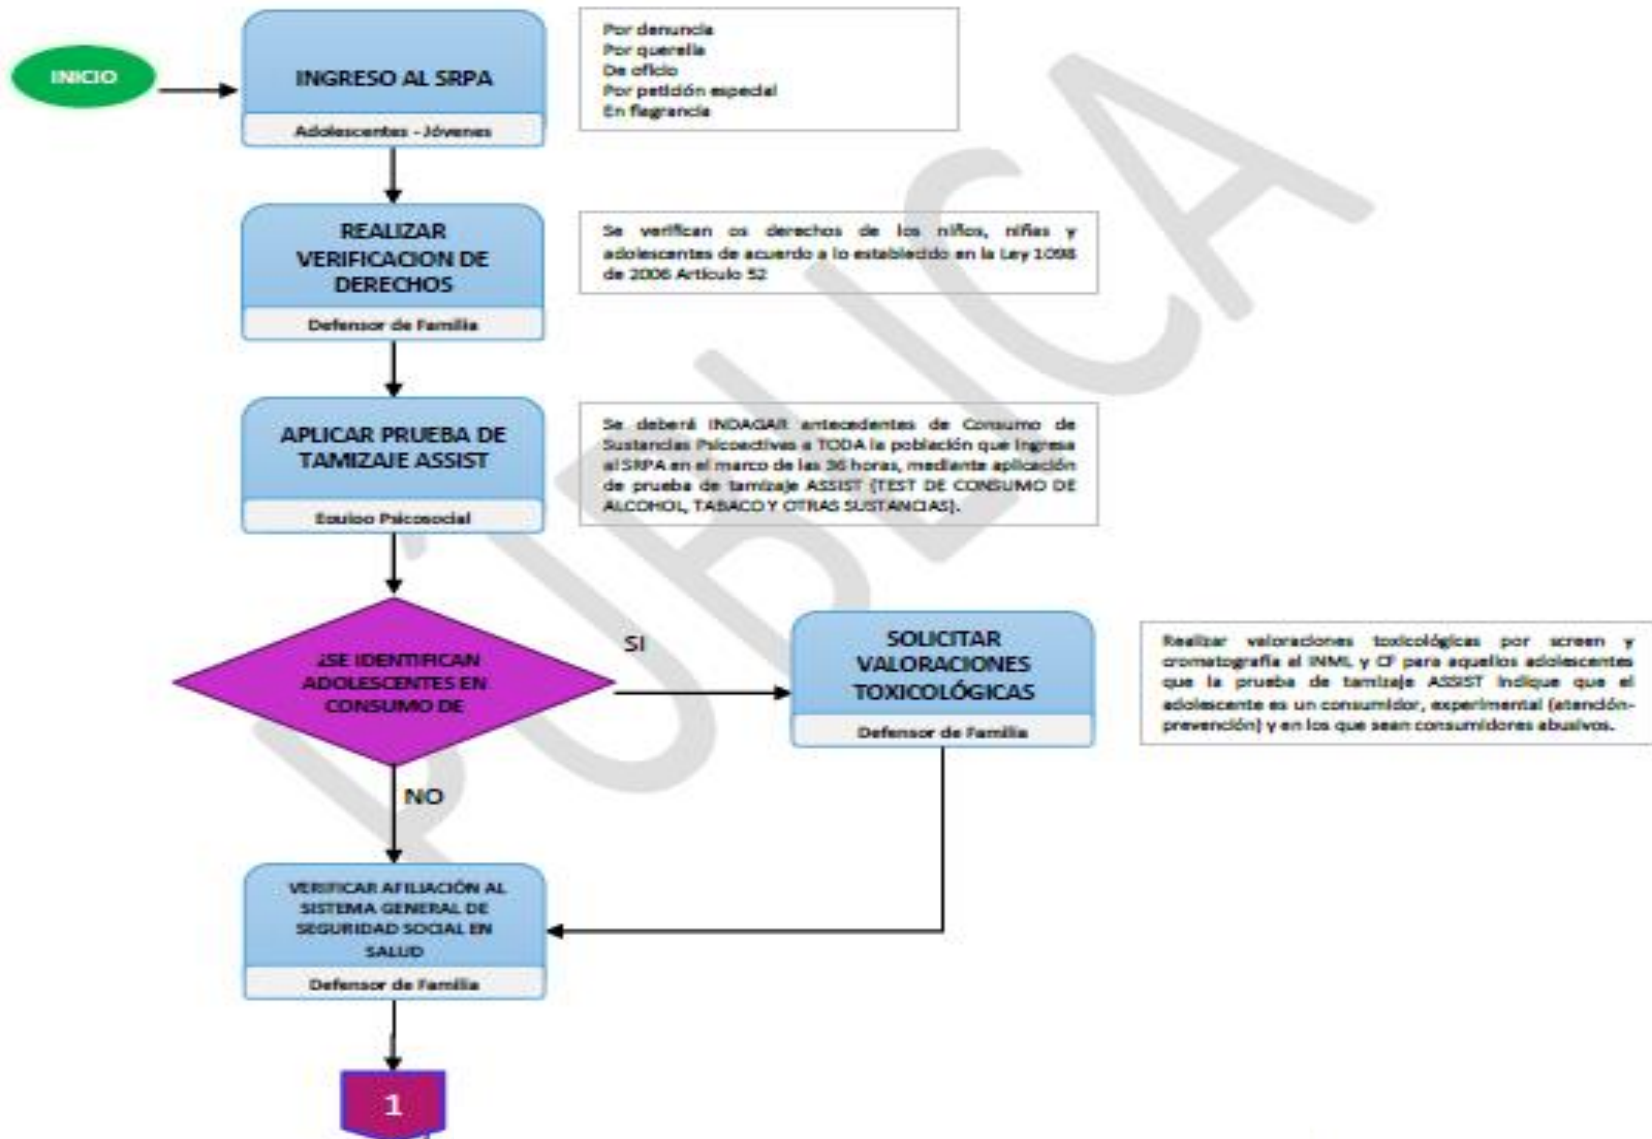 INICIO
INGRESO AL SRPA
Adolescentes - Jóvenes
Por denuncia
Por querella
De oficio
Por petición especial
En flagrancia
REALIZAR
VERIFICACION DE
DERECHOS
Defensor de Familia
Se verifican os derechos de los niños, niñas y
adolescentes de acuerdo a lo establecido en la Ley 1098
de 2006 Artículo 52
APLICAR PRUEBA DE
TAMIZAJE ASSIST
Equipo Psicosocial
Se deberá INDAGAR antecedentes de Consumo de
Sustancias Psicoactivas a TODA la población que ingresa
al SRPA en el marco de las 36 horas, mediante aplicación
de prueba de tamizaje ASSIST (TEST DE CONSUMO DE
ALCOHOL, TABACO Y OTRAS SUSTANCIAS).
¿SE IDENTIFICAN
ADOLESCENTES EN
CONSUMO DE
SI
SOLICITAR
VALORACIONES
TOXICOLÓGICAS
Defensor de Familia
Realizar valoraciones toxicológicas por screen y
cromatografía al INML y CF para aquellos adolescentes
que la prueba de tamizaje ASSIST indique que el
adolescente es un consumidor, experimental (atención-
prevención) y en los que sean consumidores abusivos.
NO
VERIFICAR AFILIACIÓN AL
SISTEMA GENERAL DE
SEGURIDAD SOCIAL EN
SALUD
Defensor de Familia
1
PÚBLICA